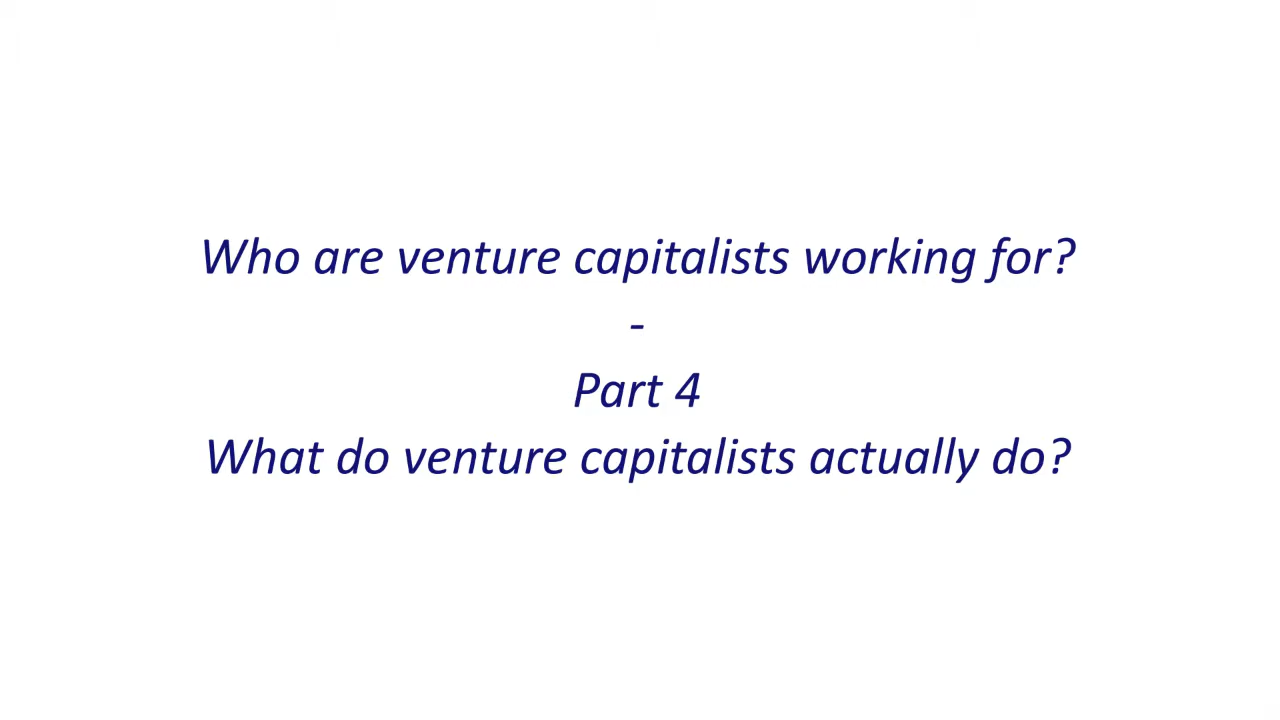 Who are venture capitalists working for?
-
Part 4
What do venture capitalists actually do?